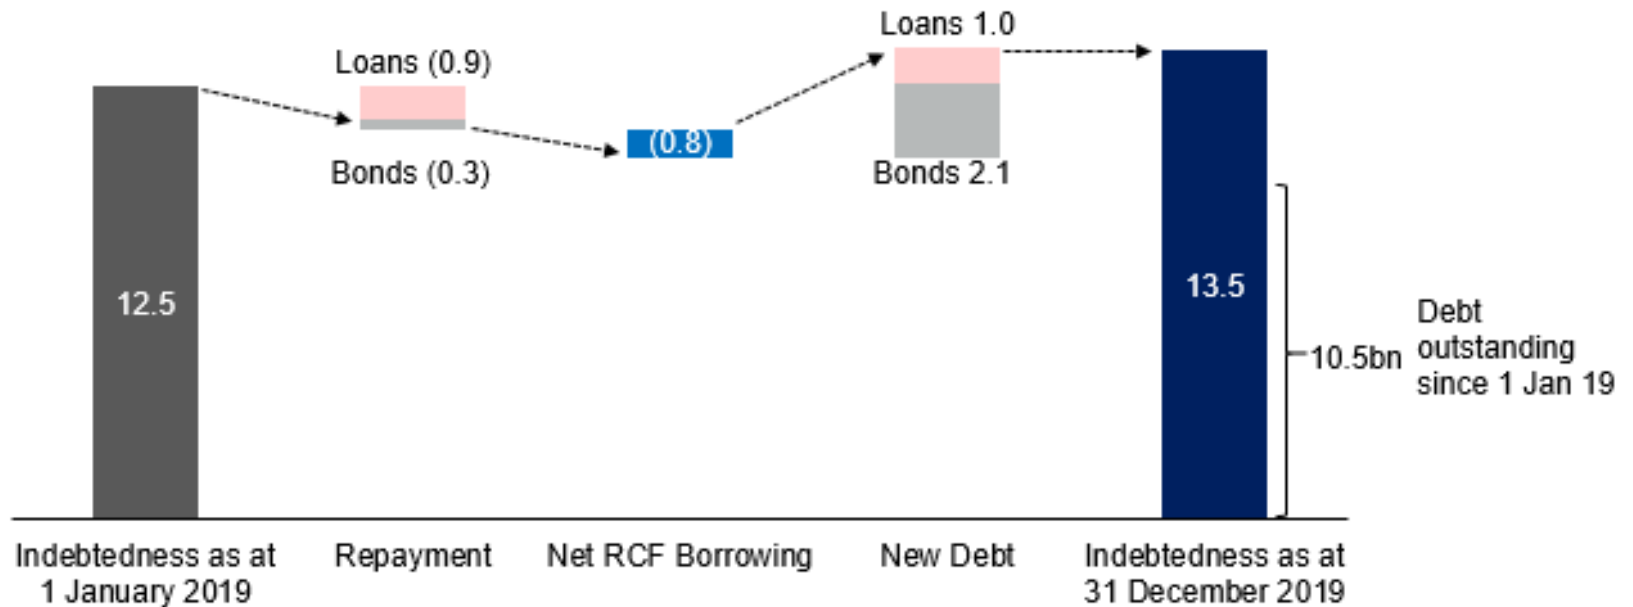 Loans 1.0
Loans (0.9)
(0.8)
Bonds (0.3)
Bonds 2.1
12.5
13.5
10.5bn
Debt
outstanding
since 1 Jan 19
Indebtedness as at
1 January 2019
Repayment
Net RCF Borrowing
New Debt
Indebtedness as at
31 December 2019